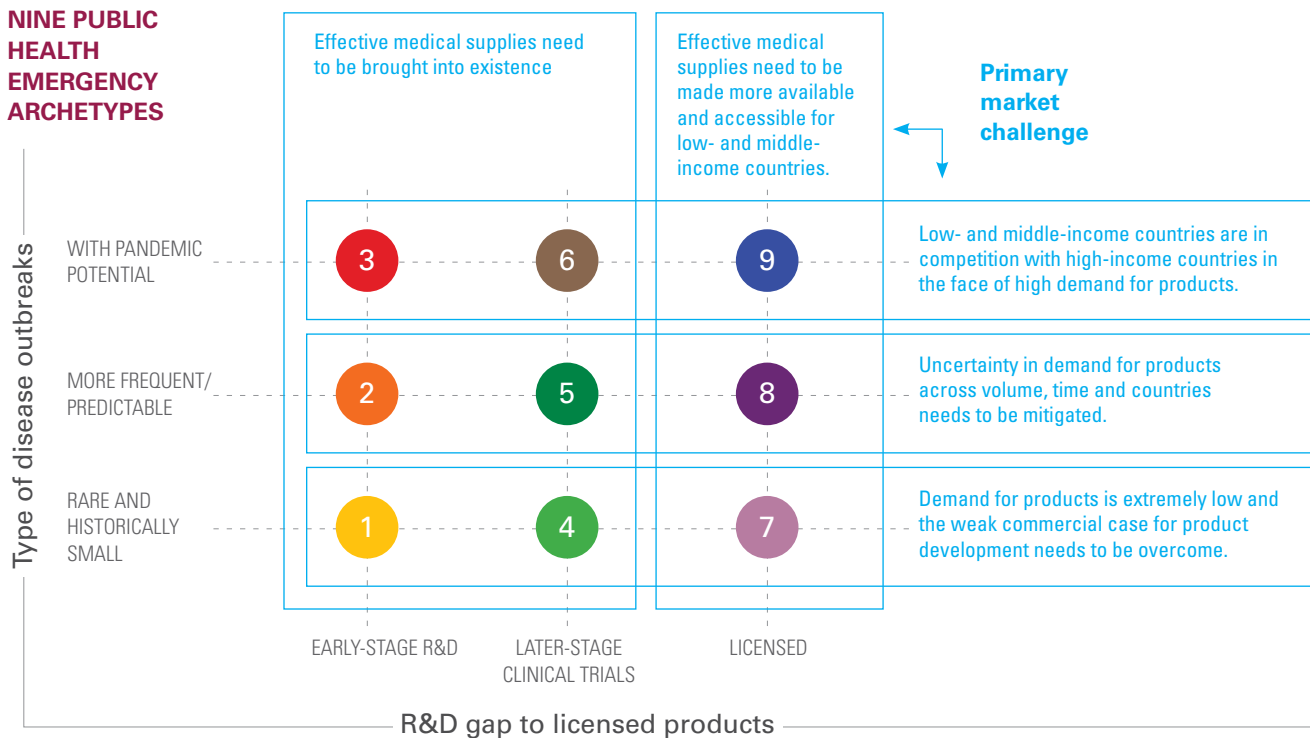 NINE PUBLIC
HEALTH
EMERGENCY
ARCHETYPES
Effective medical supplies need
to be brought into existence
Effective medical
supplies need to be
made more available
and accessible for
low- and middle-
income countries.
Primary
market
challenge
Type of disease outbreaks
WITH PANDEMIC
POTENTIAL
3
6
9
Low- and middle-income countries are in
competition with high-income countries in
the face of high demand for products.
MORE FREQUENT/
PREDICTABLE
2
5
8
Uncertainty in demand for products
across volume, time and countries
needs to be mitigated.
RARE AND
HISTORICALLY
SMALL
1
4
7
Demand for products is extremely low and
the weak commercial case for product
development needs to be overcome.
EARLY-STAGE R&D
LATER-STAGE
CLINICAL TRIALS
LICENSED
R&D gap to licensed products